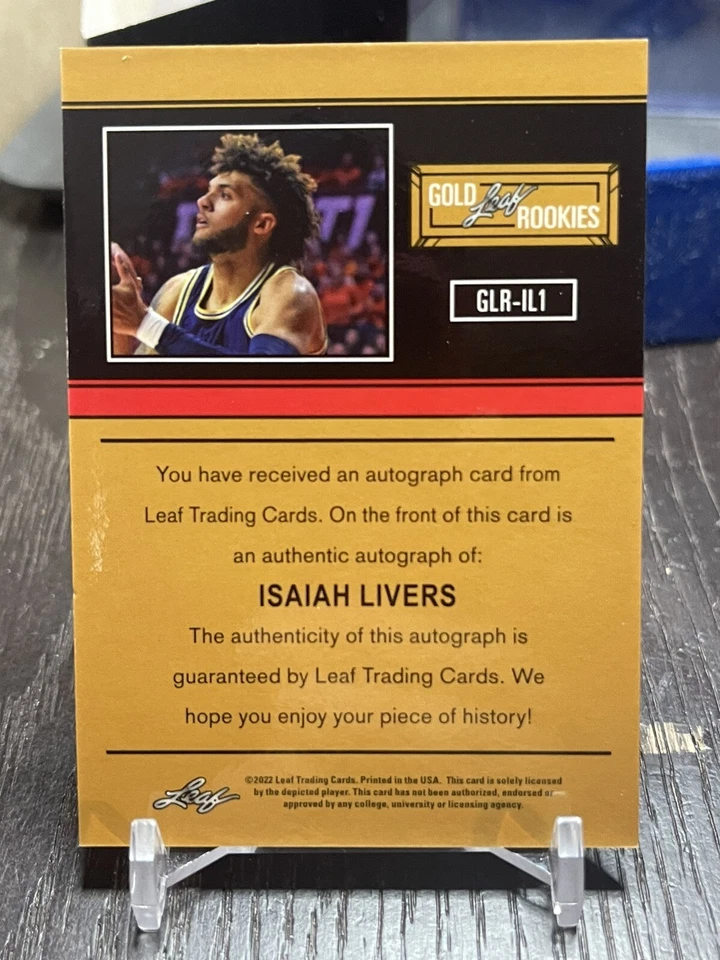 GOLD Leaf ROOKIES
GLR-IL1
You have received an autograph card from
Leaf Trading Cards. On the front of this card is
an authentic autograph of:
ISAIAH LIVERS
The authenticity of this autograph is
guaranteed by Leaf Trading Cards. We
hope you enjoy your piece of history!
Leaf
©2022 Leaf Trading Cards. Printed in the USA. This card is solely licensed
by the depicted player. This card has not been authorized, endorsed or
approved by any college, university or licensing agency.